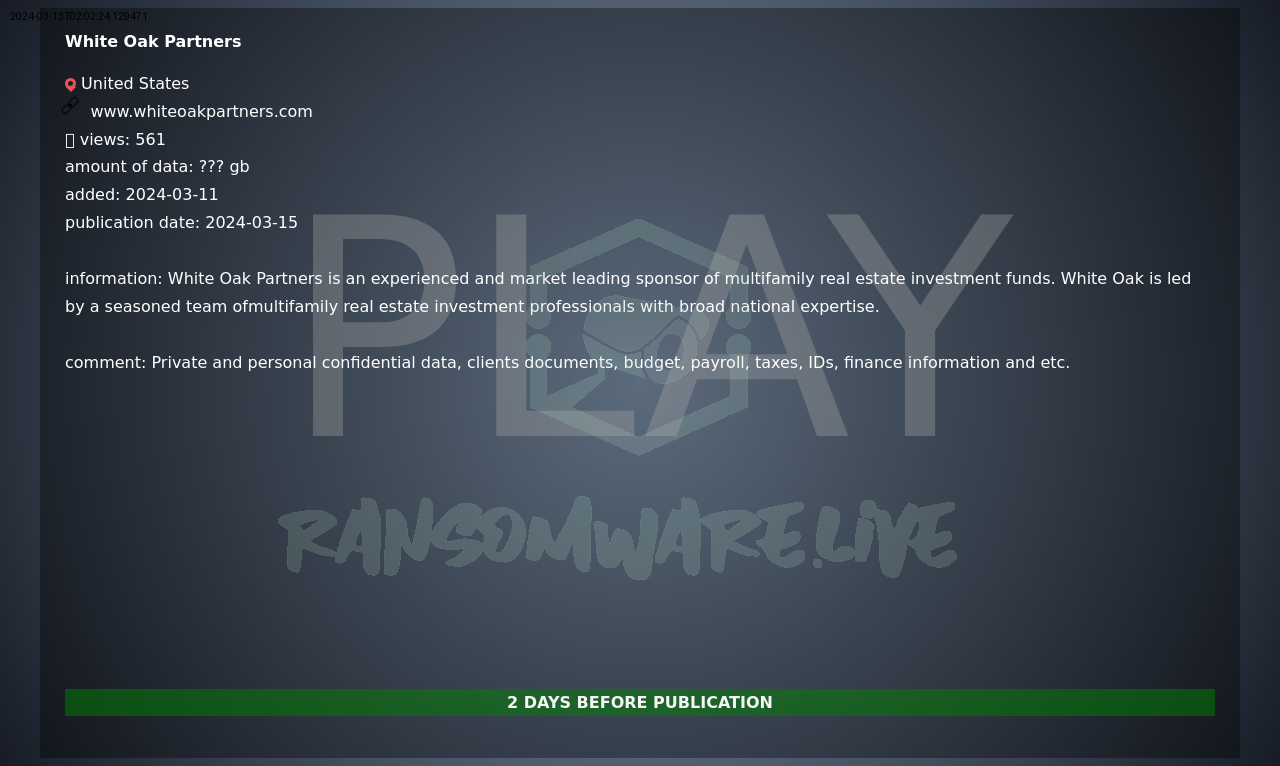 2024-03-13T02:02:24.129471
White Oak Partners
United States
www.whiteoakpartners.com
views: 561
amount of data: ??? gb
added: 2024-03-11
publication date: 2024-03-15
PLAY
information: White Oak Partners is an experienced and market leading sponsor of multifamily real estate investment funds. White Oak is led
by a seasoned team ofmultifamily real estate investment professionals with broad national expertise.
comment: Private and personal confidential data, clients documents, budget, payroll, taxes, IDs, finance information and etc.
RANSOMWARE.LIVE
2 DAYS BEFORE PUBLICATION